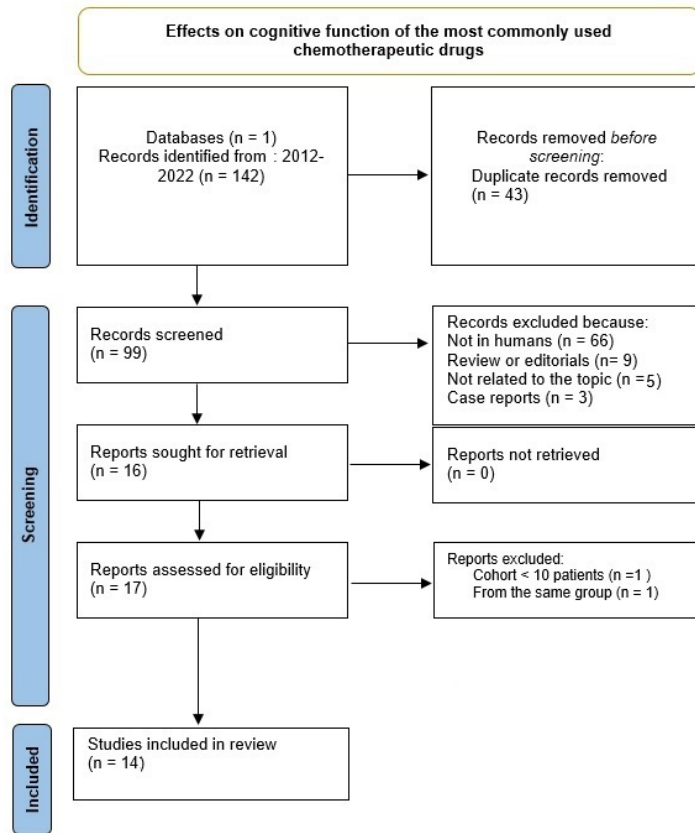 Effects on cognitive function of the most commonly used
chemotherapeutic drugs
Identification
Databases (n = 1)
Records identified from : 2012-
2022 (n = 142)
Records removed before
screening:
Duplicate records removed
(n = 43)
Screening
Records screened
(n = 99)
Records excluded because:
Not in humans (n = 66)
Review or editorials (n= 9)
Not related to the topic (n =5)
Case reports (n = 3)
Reports sought for retrieval
(n = 16)
Reports not retrieved
(n = 0)
Reports assessed for eligibility
(n = 17)
Reports excluded:
Cohort < 10 patients (n =1 )
From the same group (n = 1)
Included
Studies included in review
(n = 14)